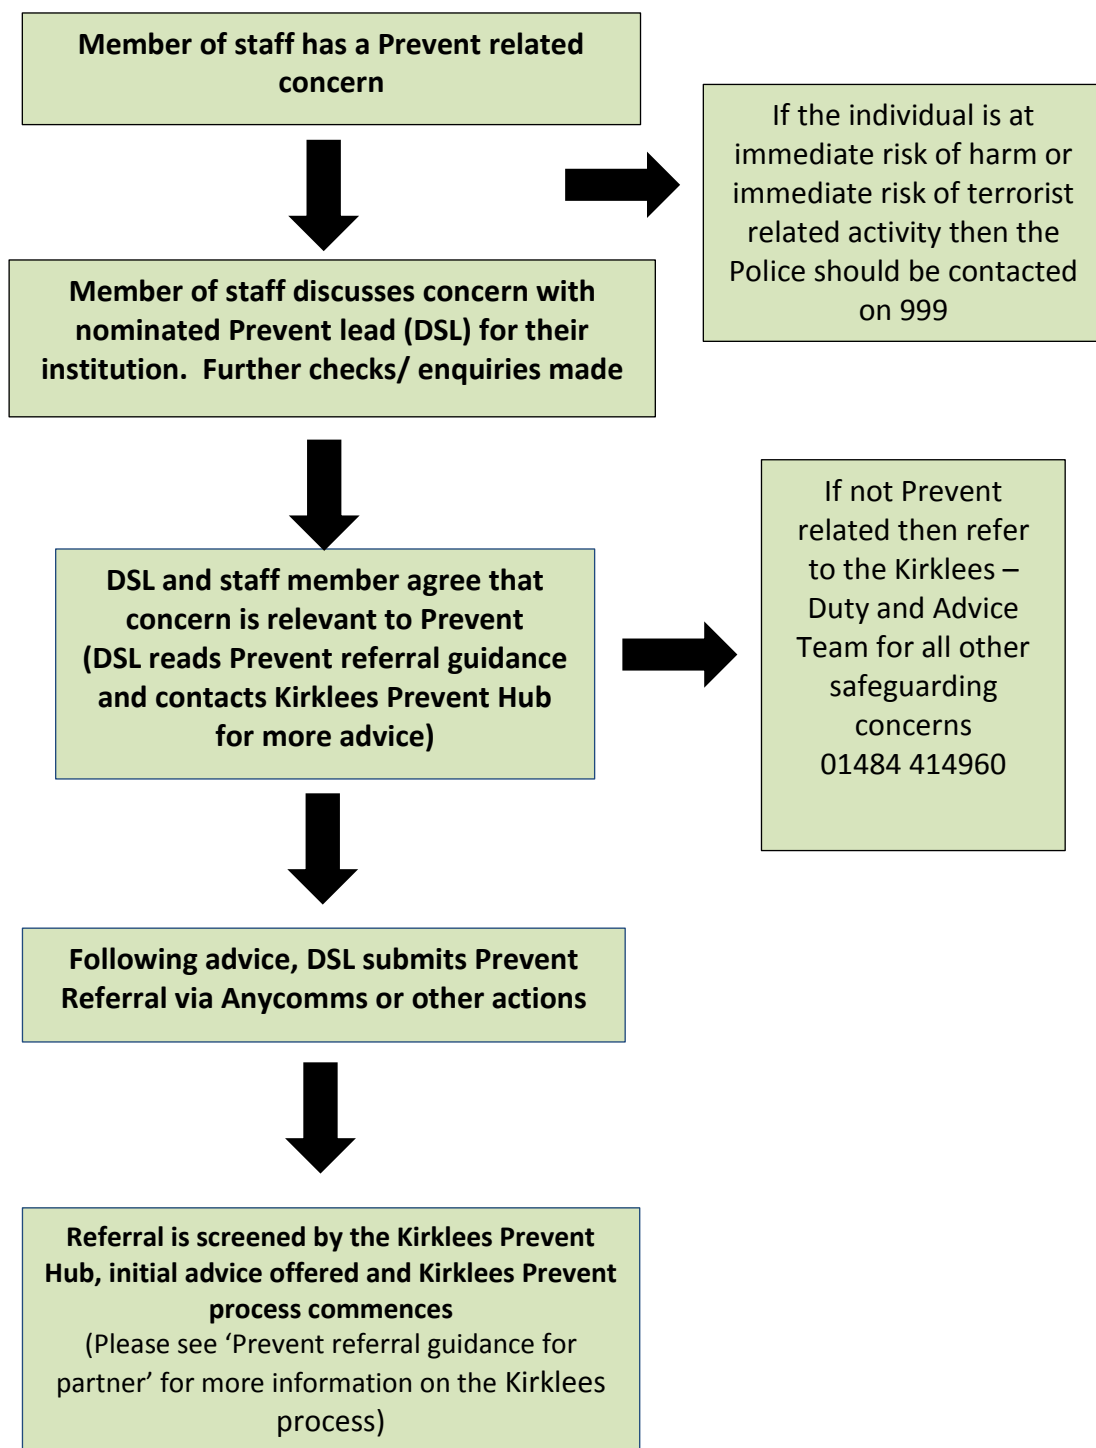 Member of staff has a Prevent related
concern
If the individual is at
immediate risk of harm or
immediate risk of terrorist
related activity then the
Police should be contacted
on 999
Member of staff discusses concern with
nominated Prevent lead (DSL) for their
institution.  Further checks/ enquiries made
DSL and staff member agree that
concern is relevant to Prevent
(DSL reads Prevent referral guidance
and contacts Kirklees Prevent Hub
for more advice)
If not Prevent
related then refer
to the Kirklees –
Duty and Advice
Team for all other
safeguarding
concerns
01484 414960
Following advice, DSL submits Prevent
Referral via Anycomms or other actions
Referral is screened by the Kirklees Prevent
Hub, initial advice offered and Kirklees Prevent
process commences
(Please see ‘Prevent referral guidance for
partner’ for more information on the Kirklees
process)